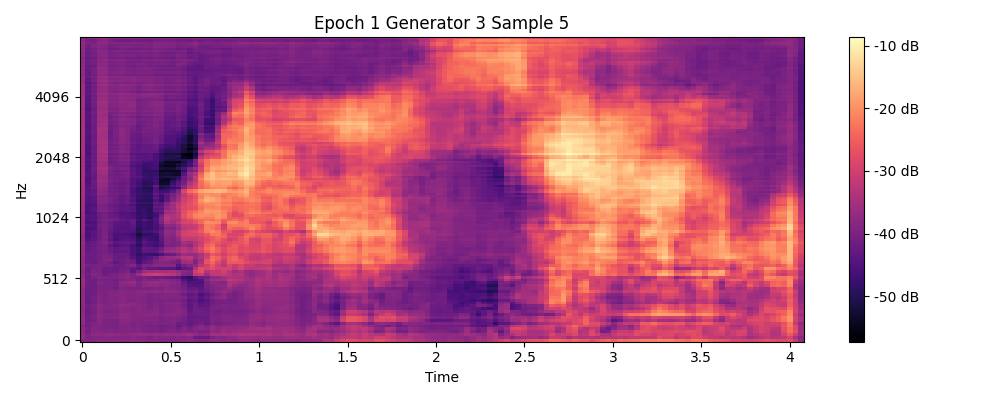 Epoch 1 Generator 3 Sample 5
Hz
4096
2048
1024
512
0
0 0.5 1 1.5 2 2.5 3 3.5 4
Time
-10 dB
-20 dB
-30 dB
-40 dB
-50 dB